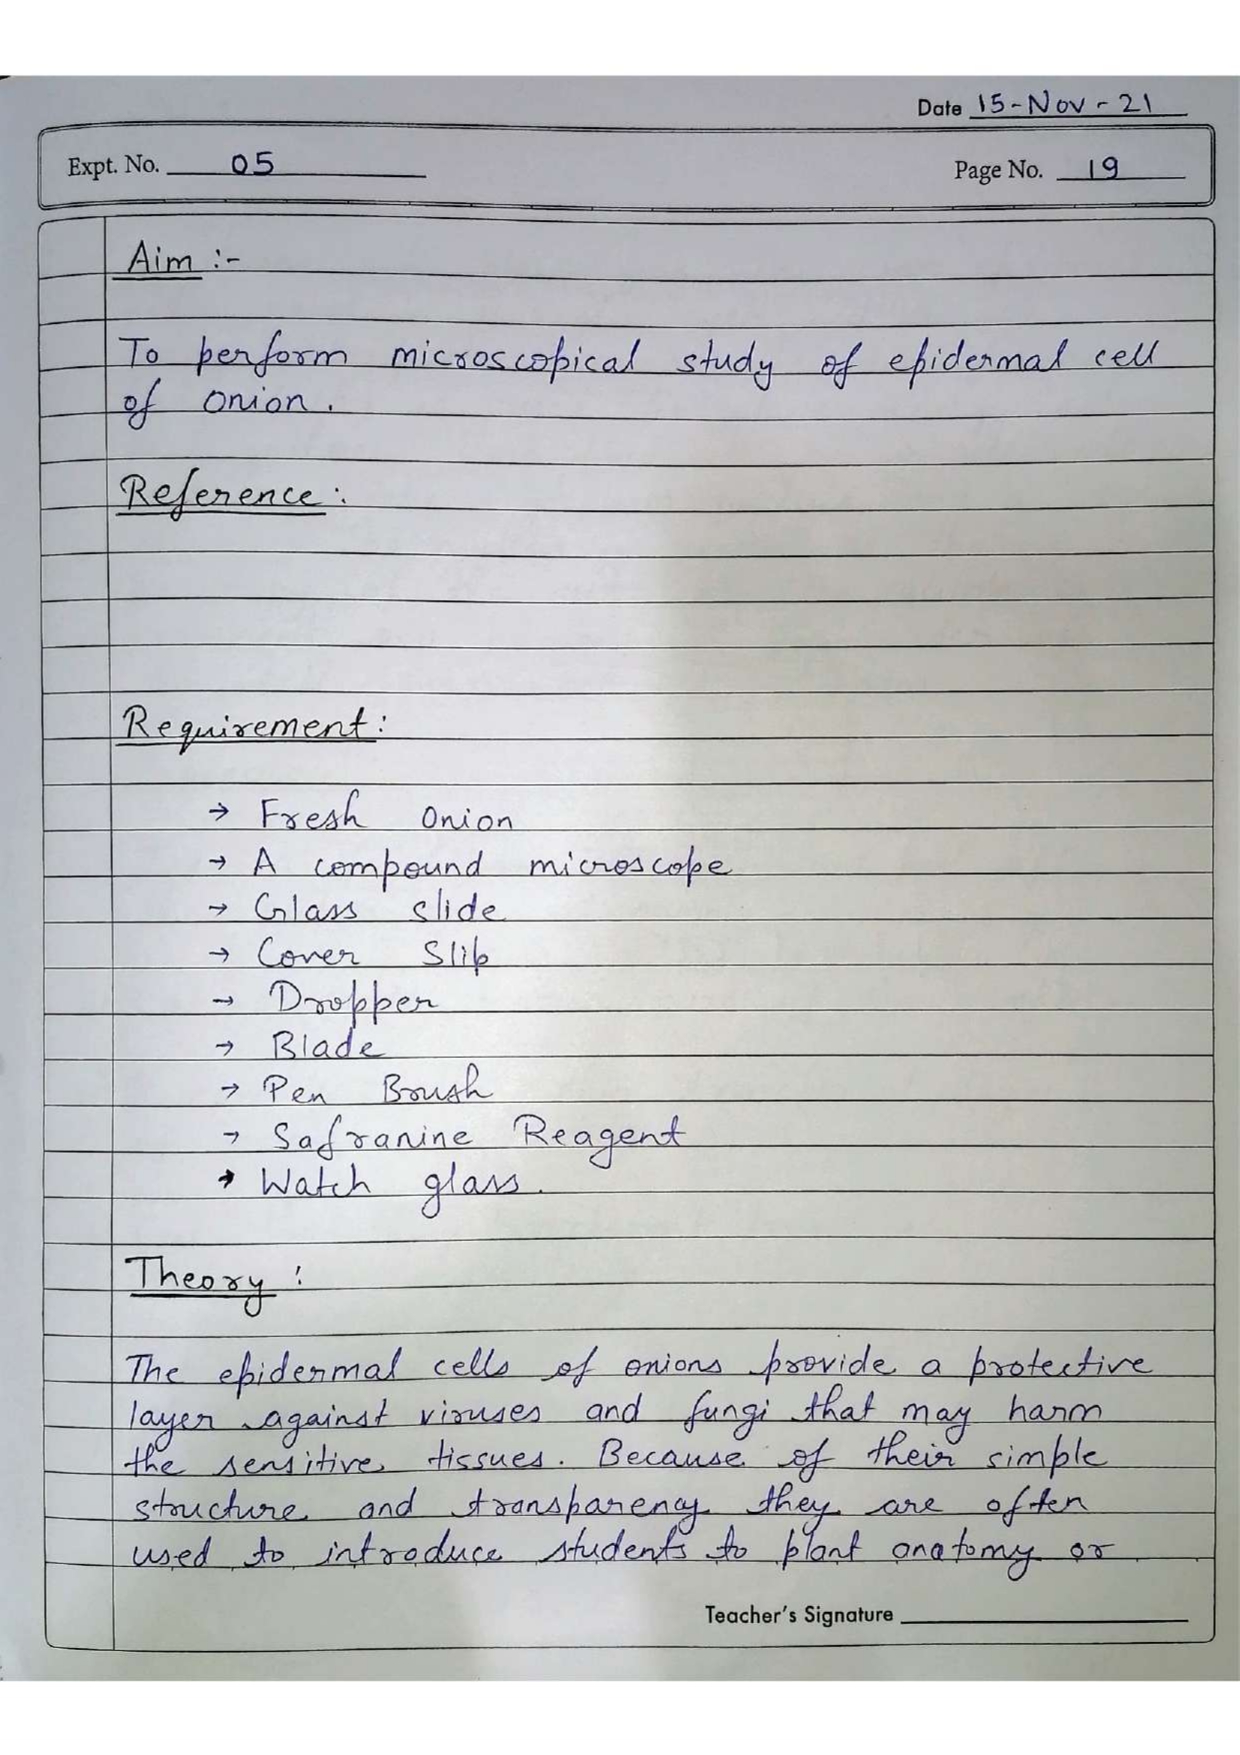 Date 15-Nov-21
Expt. No. 05
Page No. 19
Aim :-
To perform microscopical study of epidermal cell
of onion.
Reference:
Requirement:
→ Fresh Onion
→ A compound microscope
→ Glass slide
→ Cover Slip
→ Dropper
→ Blade
→ Pen Brush
→ Safranine Reagent
→ Watch glass.
Theory:
The epidermal cells of onions provide a protective
layer against viruses and fungi that may harm
the sensitive tissues. Because of their simple
structure and transparency they are often
used to introduce students to plant anatomy or
Teacher's Signature